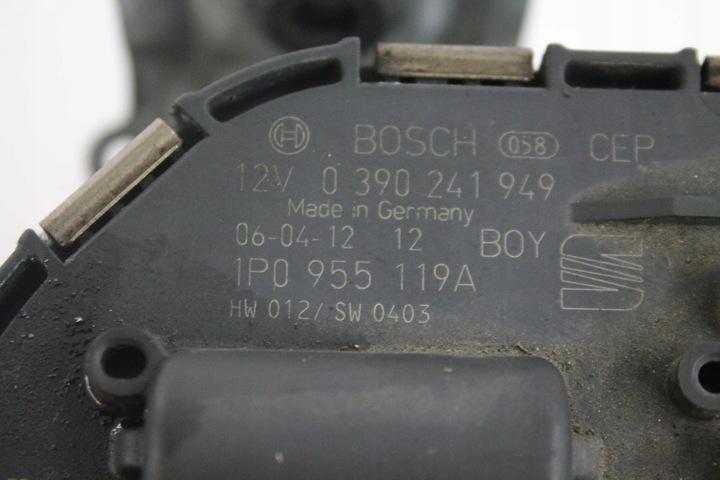 BOSCH 058 CEP
12V 0 390 241 949
Made in Germany
06-04-12 12 BOY
1P0 955 119A
HW 012/ SW 0403